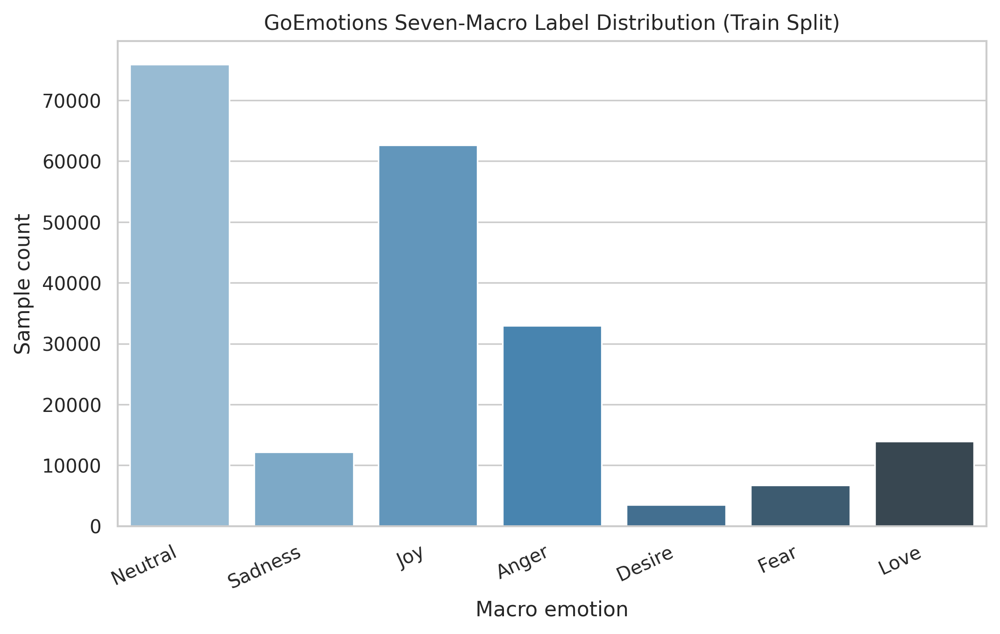 GoEmotions Seven-Macro Label Distribution (Train Split)
Sample count
70000
60000
50000
40000
30000
20000
10000
0
Neutral
Sadness
Joy
Anger
Desire
Fear
Love
Macro emotion